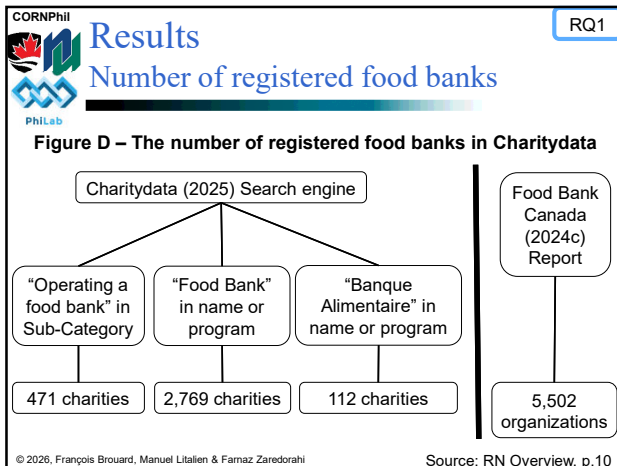 CORNPhil
RQ1
Results
Number of registered food banks
PhiLab
Figure D – The number of registered food banks in Charitydata
Charitydata (2025) Search engine
Food Bank
Canada
(2024c)
Report
“Operating a
food bank” in
Sub-Category
“Food Bank”
in name or
program
“Banque
Alimentaire” in
name or program
471 charities
2,769 charities
112 charities
5,502
organizations
© 2026, François Brouard, Manuel Litalien & Farnaz Zaredorahi
Source: RN Overview, p.10